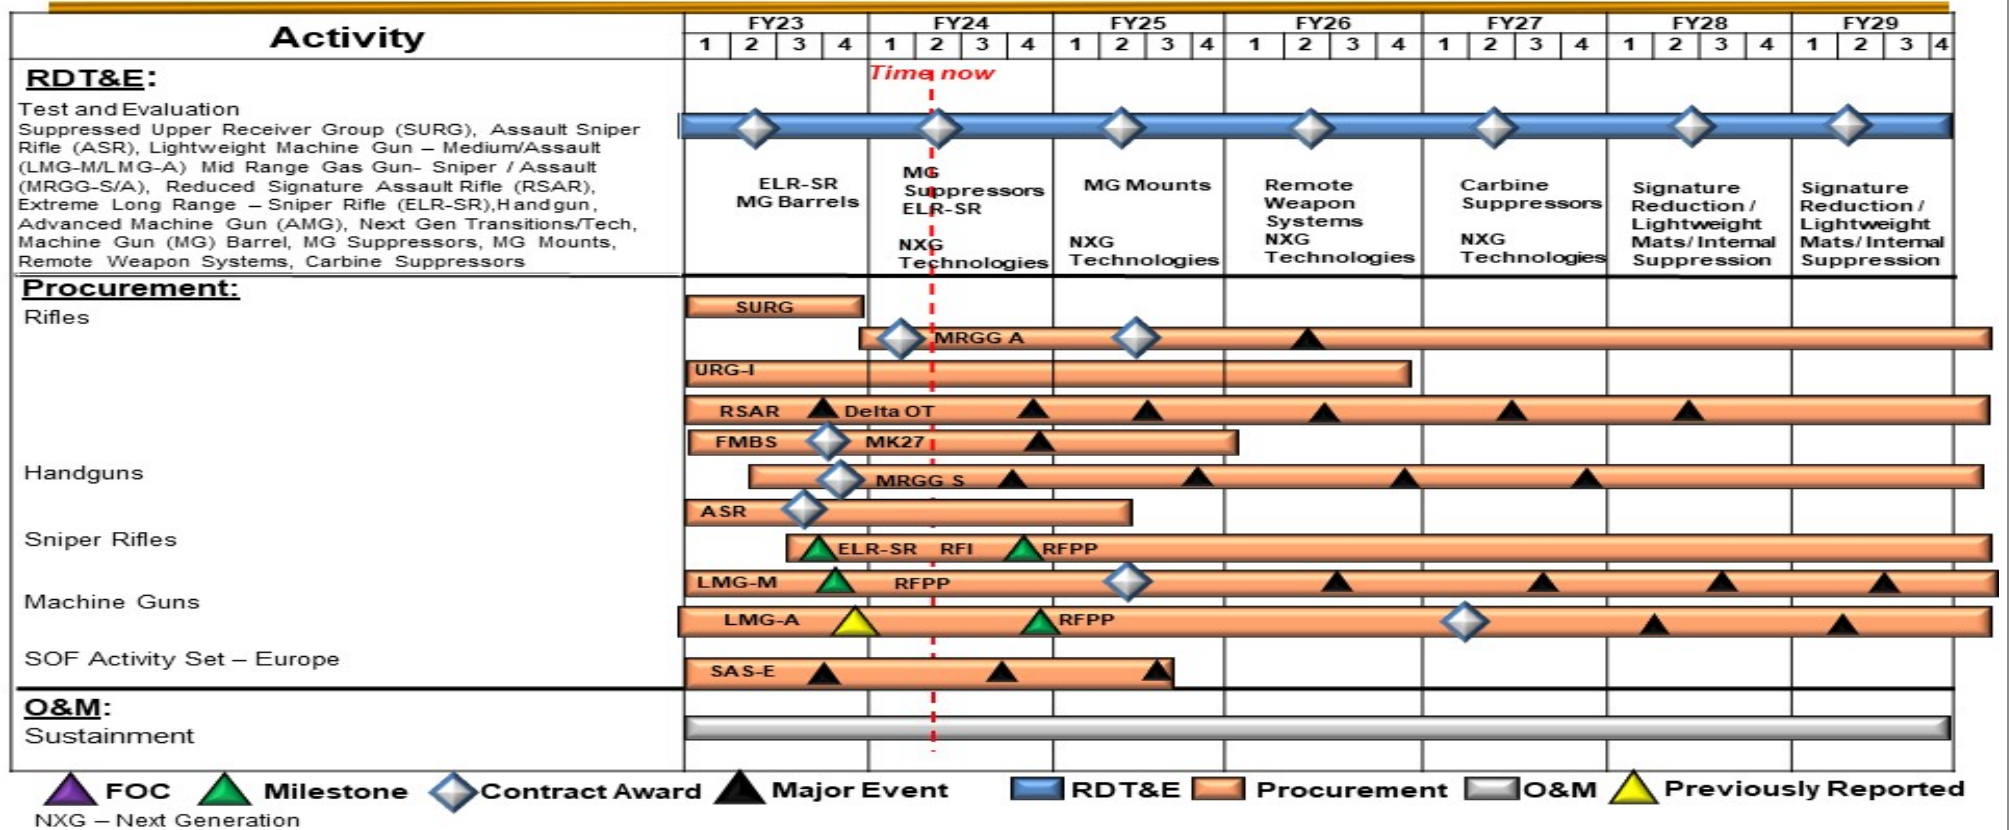 Activity
FY23 FY24 FY25 FY26 FY27 FY28 FY29
1 2 3 4 1 2 3 4 1 2 3 4 1 2 3 4 1 2 3 4 1 2 3 4 1 2 3 4
Time now
RDT&E:
Test and Evaluation
Suppressed Upper Receiver Group (SURG), Assault Sniper
Rifle (ASR), Lightweight Machine Gun – Medium/Assault
(LMG-M/LMG-A) Mid Range Gas Gun- Sniper / Assault
(MRGG-S/A), Reduced Signature Assault Rifle (RSAR),
Extreme Long Range – Sniper Rifle (ELR-SR),Handgun,
Advanced Machine Gun (AMG), Next Gen Transitions/Tech,
Machine Gun (MG) Barrel, MG Suppressors, MG Mounts,
Remote Weapon Systems, Carbine Suppressors
ELR-SR
MG Barrels
MG
Suppressors
ELR-SR
NXG
Technologies
MG Mounts
NXG
Technologies
Remote
Weapon
Systems
NXG
Technologies
Carbine
Suppressors
NXG
Technologies
Signature
Reduction /
Lightweight
Mats/ Internal
Suppression
Signature
Reduction /
Lightweight
Mats/ Internal
Suppression
Procurement:
Rifles
SURG
MRGG A
URG-I
RSAR Delta OT
FMBS MK27
Handguns
MRGG S
ASR
Sniper Rifles
ELR-SR RFI RFPP
LMG-M RFPP
Machine Guns
LMG-A RFPP
SOF Activity Set – Europe
SAS-E
O&M:
Sustainment
FOC Milestone Contract Award Major Event RDT&E Procurement O&M Previously Reported
NXG – Next Generation